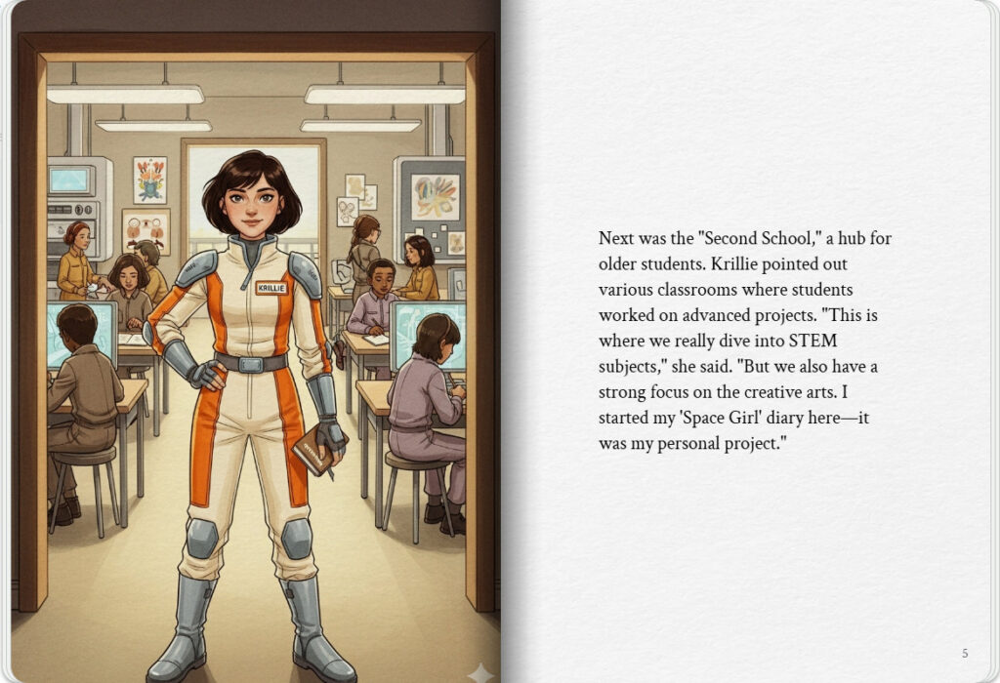 KRILLIE
Next was the "Second School," a hub for
older students. Krillie pointed out
various classrooms where students
worked on advanced projects. "This is
where we really dive into STEM
subjects," she said. "But we also have a
strong focus on the creative arts. I
started my 'Space Girl' diary here—it
was my personal project."
5